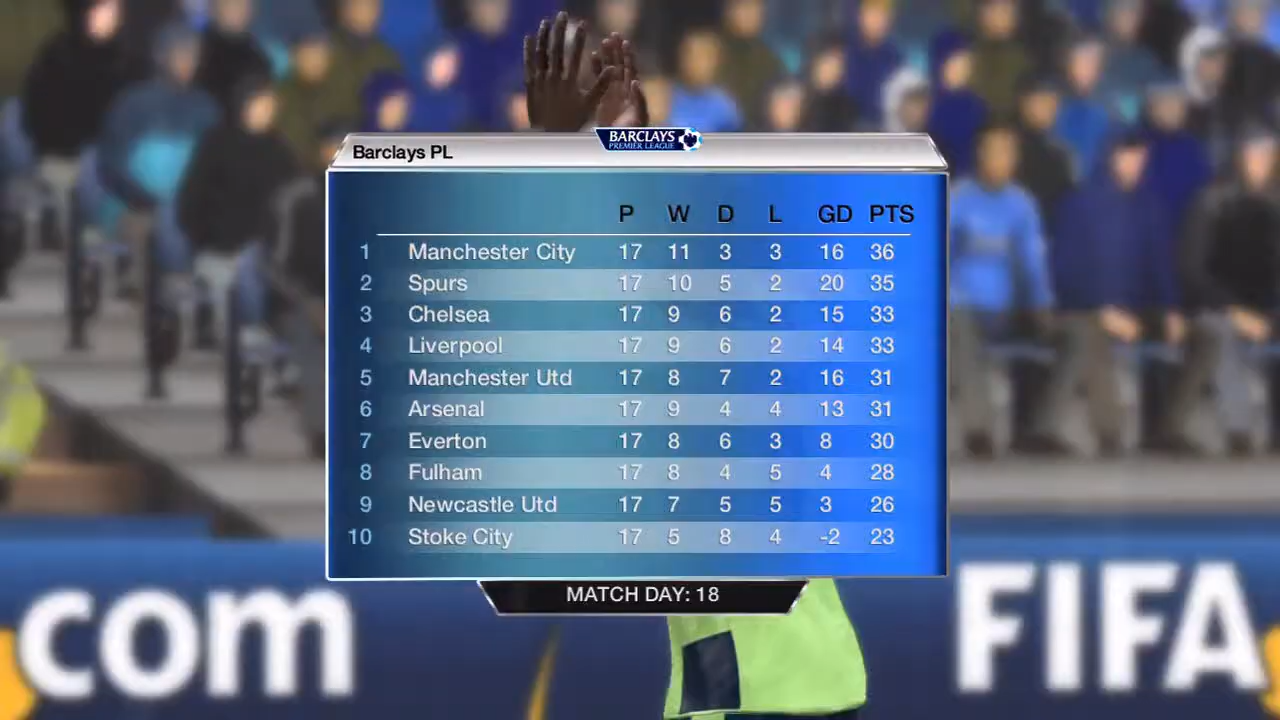 BARCLAYS
PREMIER LEAGUE
Barclays PL
P W D L GD PTS
1 Manchester City 17 11 3 3 16 36
2 Spurs 17 10 5 2 20 35
3 Chelsea 17 9 6 2 15 33
4 Liverpool 17 9 6 2 14 33
5 Manchester Utd 17 8 7 2 16 31
6 Arsenal 17 9 4 4 13 31
7 Everton 17 8 6 3 8 30
8 Fulham 17 8 4 5 4 28
9 Newcastle Utd 17 7 5 5 3 26
10 Stoke City 17 5 8 4 -2 23
MATCH DAY: 18
com FIFA